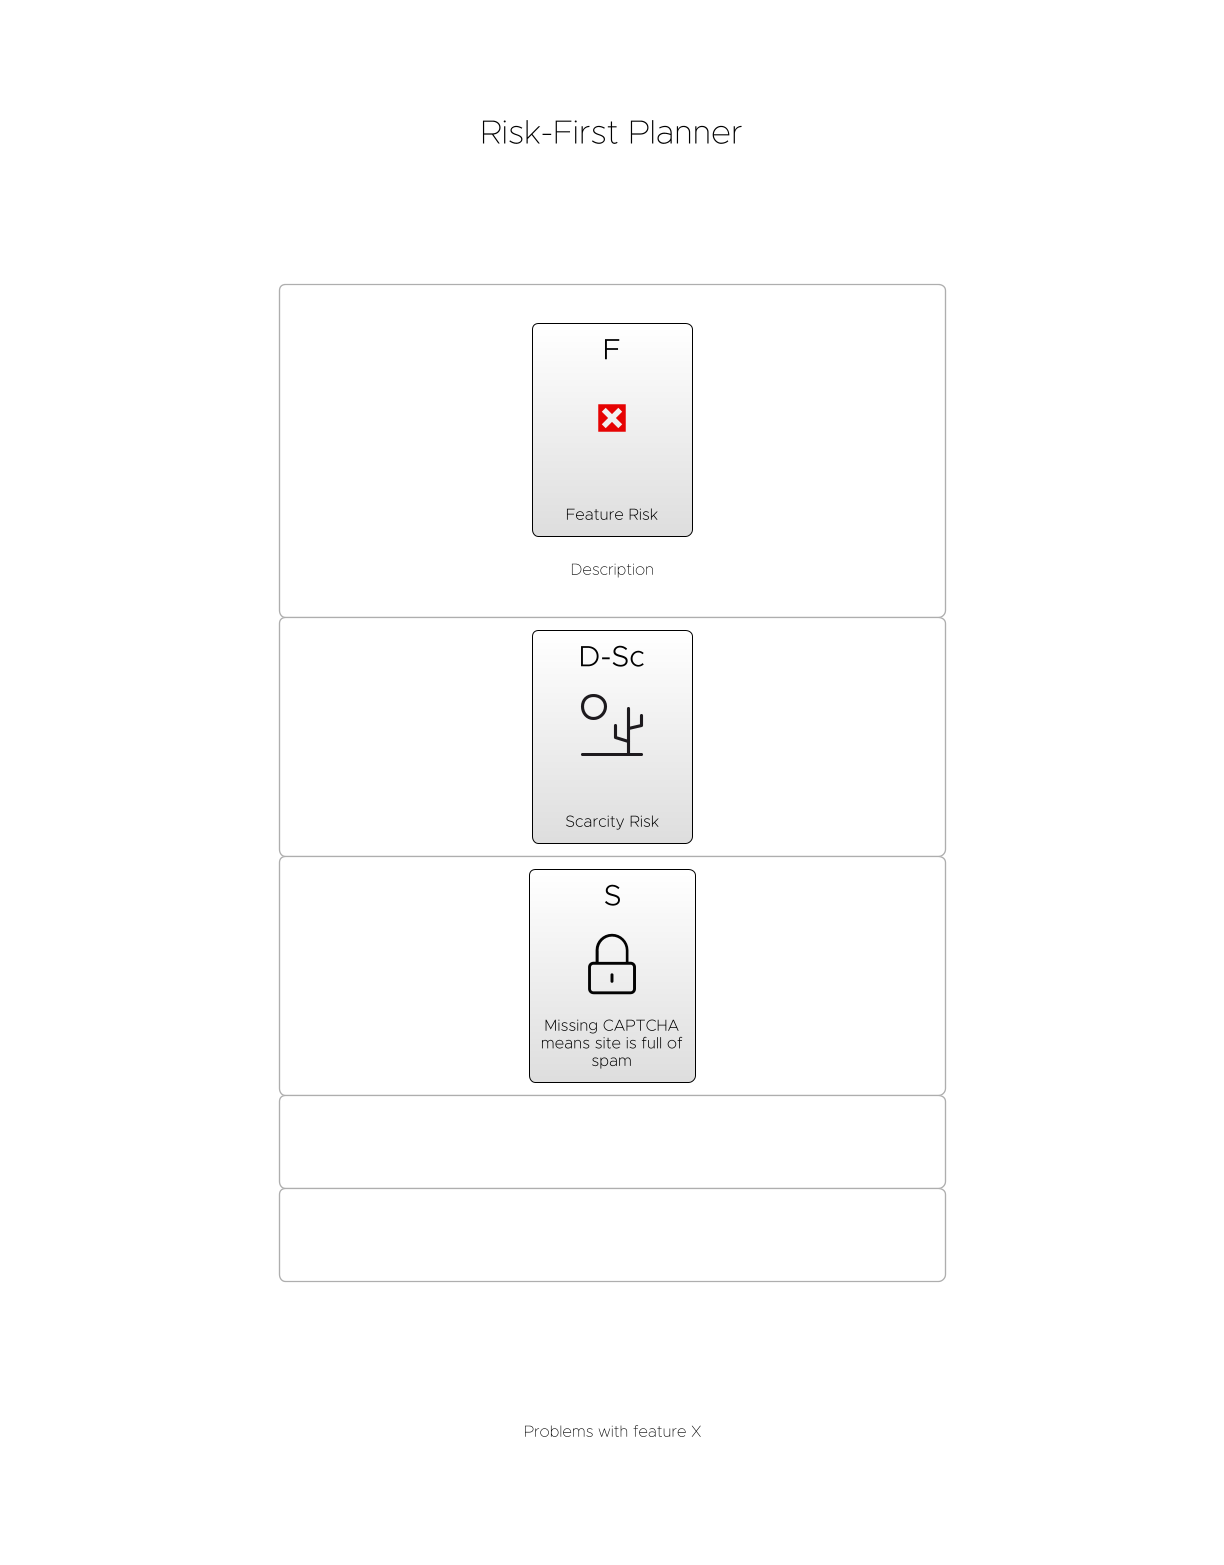 Risk-First Planner
F
Feature Risk
Description
D-Sc
Scarcity Risk
S
Missing CAPTCHA
means site is full of
spam
Problems with feature X